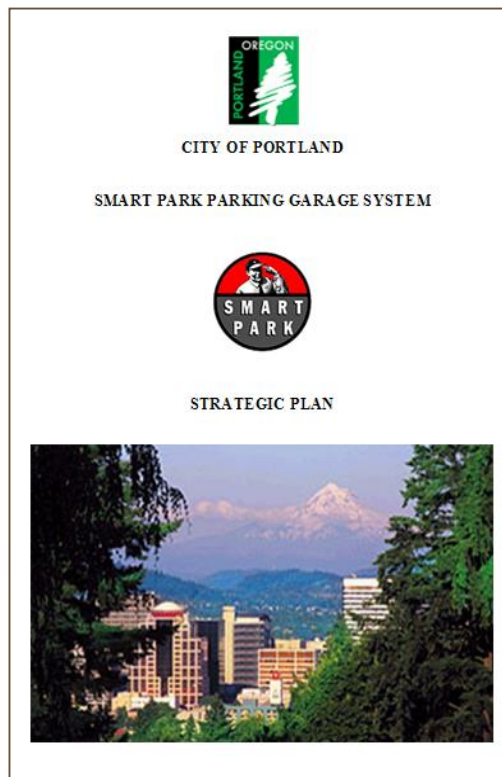 OREGON
PORTLAND
CITY OF PORTLAND
SMART PARK PARKING GARAGE SYSTEM
SMART
PARK
STRATEGIC PLAN